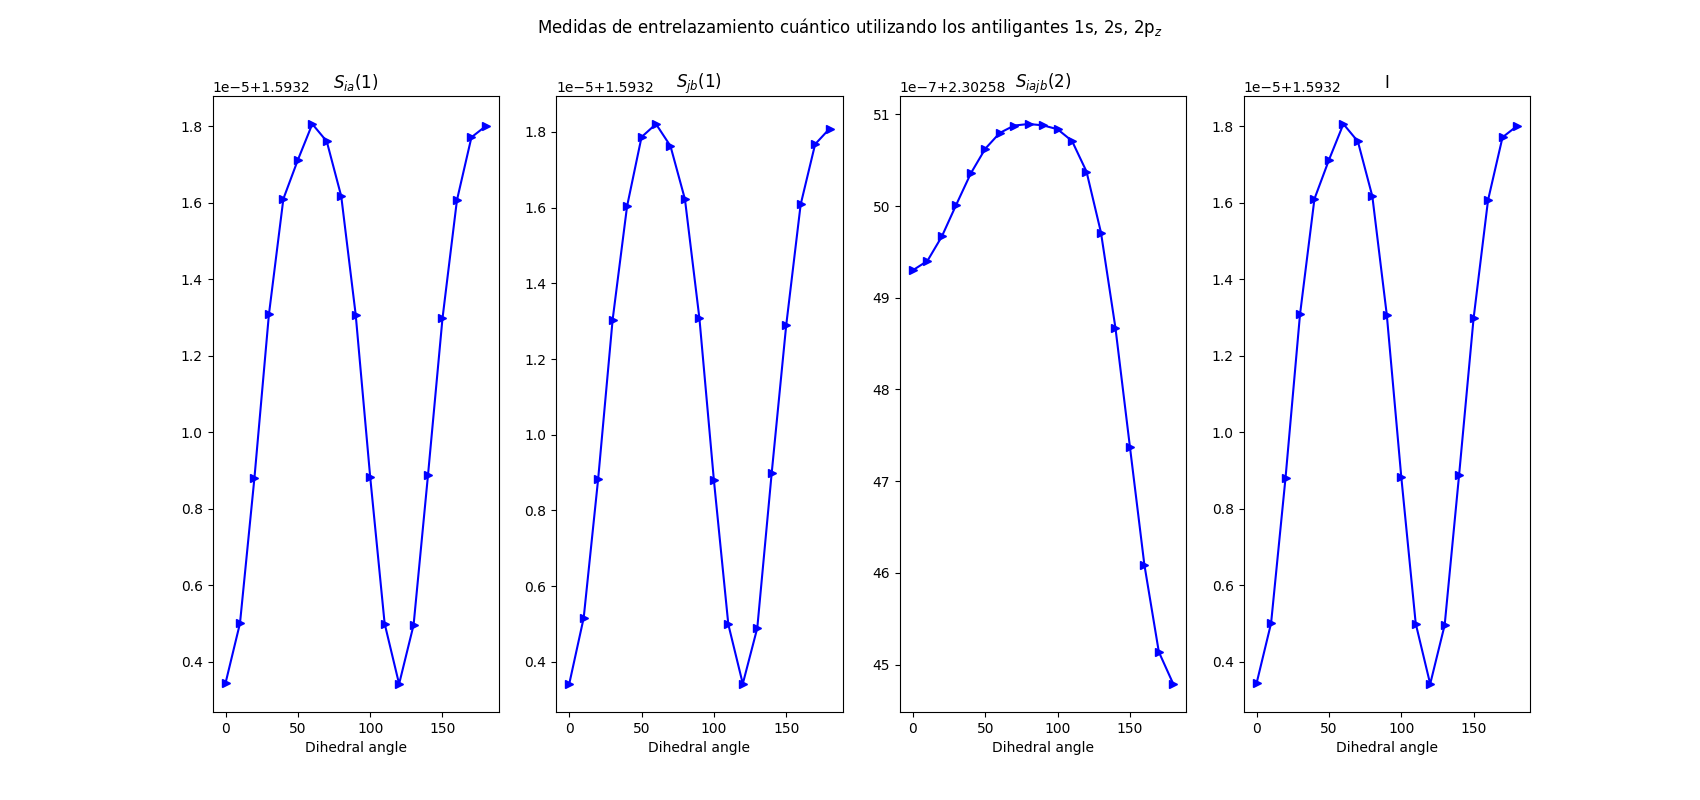 Medidas de entrelazamiento cuántico utilizando los antiligantes 1s, 2s, 2p$_z$
1e−5+1.5932 $S_{ia}(1)$
1.8
1.6
1.4
1.2
1.0
0.8
0.6
0.4
0 50 100 150
Dihedral angle
1e−5+1.5932 $S_{jb}(1)$
1.8
1.6
1.4
1.2
1.0
0.8
0.6
0.4
0 50 100 150
Dihedral angle
1e−7+2.30258 $S_{iajb}(2)$
51
50
49
48
47
46
45
0 50 100 150
Dihedral angle
1e−5+1.5932 I
1.8
1.6
1.4
1.2
1.0
0.8
0.6
0.4
0 50 100 150
Dihedral angle